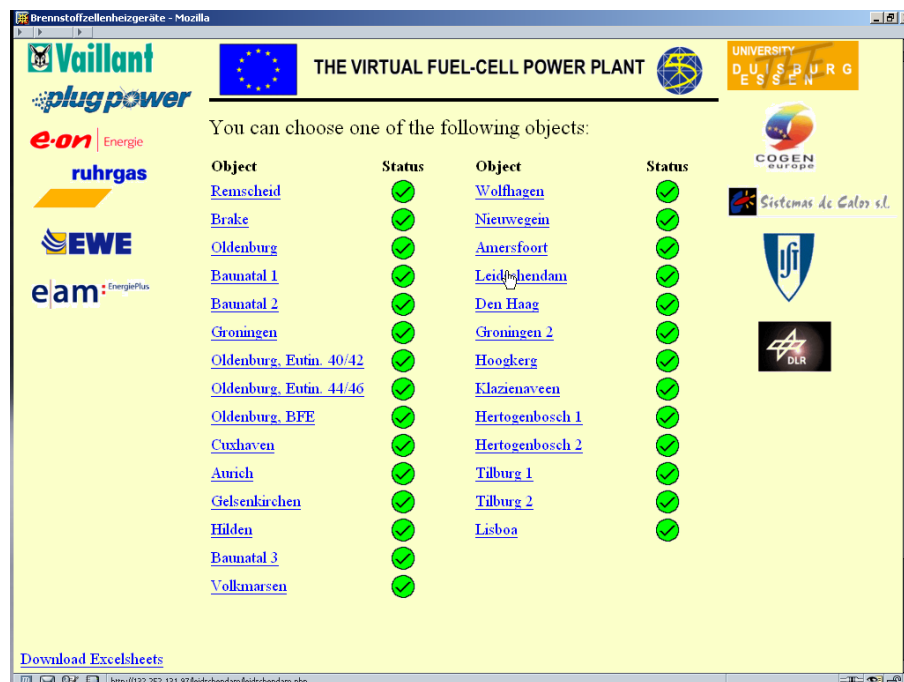 Brennstoffzellenheizgeräte - Mozilla
Vaillant
plug power
e·on Energie
ruhrgas
EWE
e|am: EnergiePlus
THE VIRTUAL FUEL-CELL POWER PLANT
You can choose one of the following objects:
Object Status Object Status
Remscheid Wolfhagen
Brake Nieuwegein
Oldenburg Amersfoort
Baunatal 1 Leidschendam
Baunatal 2 Den Haag
Groningen Groningen 2
Oldenburg, Eutin. 40/42 Hoogkerg
Oldenburg, Eutin. 44/46 Klazienaveen
Oldenburg, BFE Hertogenbosch 1
Cuxhaven Hertogenbosch 2
Aurich Tilburg 1
Gelsenkirchen Tilburg 2
Hilden Lisboa
Baunatal 3
Volkmarsen
UNIVERSITY
DUISBURG
ESSEN
COGEN
europe
Sistemas de Calor s.l.
IST
DLR
Download Excelsheets